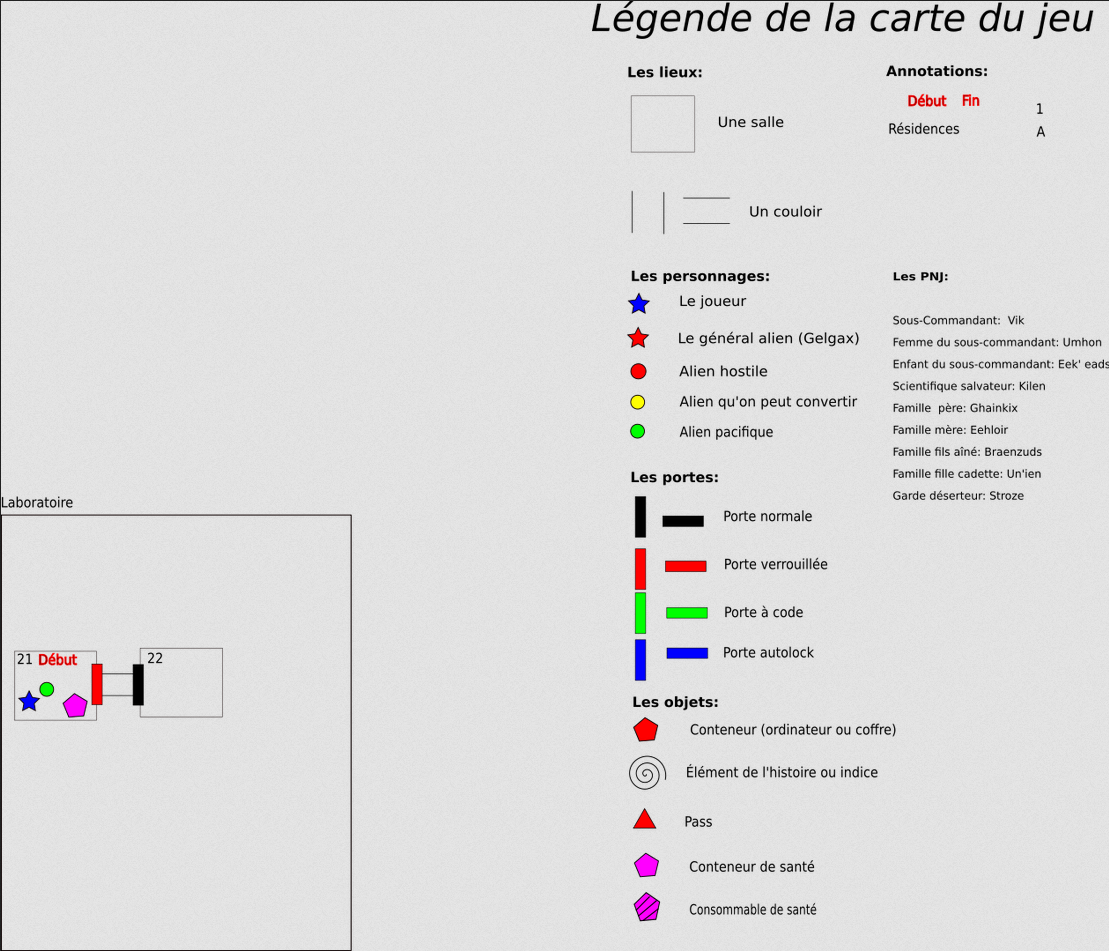 Légende de la carte du jeu
Les lieux:
Une salle
Un couloir
Annotations:
Début Fin
1
Résidences
A
Les personnages:
Le joueur
Le général alien (Gelgax)
Alien hostile
Alien qu'on peut convertir
Alien pacifique
Les PNJ:
Sous-Commandant: Vik
Femme du sous-commandant: Umhon
Enfant du sous-commandant: Eek' eads
Scientifique salvateur: Kilen
Famille père: Ghainkix
Famille mère: Eehloir
Famille fils aîné: Braenzuds
Famille fille cadette: Un'ien
Garde déserteur: Stroze
Les portes:
Porte normale
Porte verrouillée
Porte à code
Porte autolock
Les objets:
Conteneur (ordinateur ou coffre)
Élément de l'histoire ou indice
Pass
Conteneur de santé
Consommable de santé
Laboratoire
21 Début
22